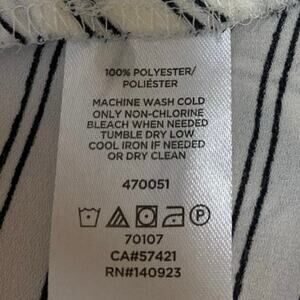 100% POLYESTER/
POLIÉSTER
MACHINE WASH COLD
ONLY NON-CHLORINE
BLEACH WHEN NEEDED
TUMBLE DRY LOW
COOL IRON IF NEEDED
OR DRY CLEAN
470051
P
70107
CA#57421
RN#140923